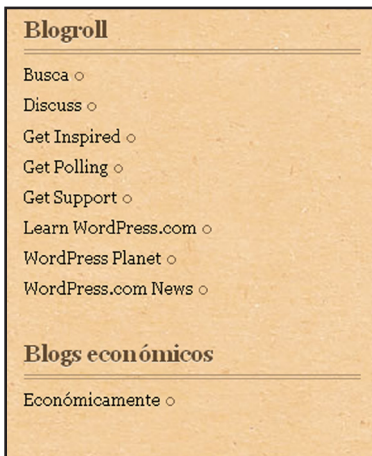 Blogroll
Busca
Discuss
Get Inspired
Get Polling
Get Support
Learn WordPress.com
WordPress Planet
WordPress.com News
Blogs económicos
Económicamente